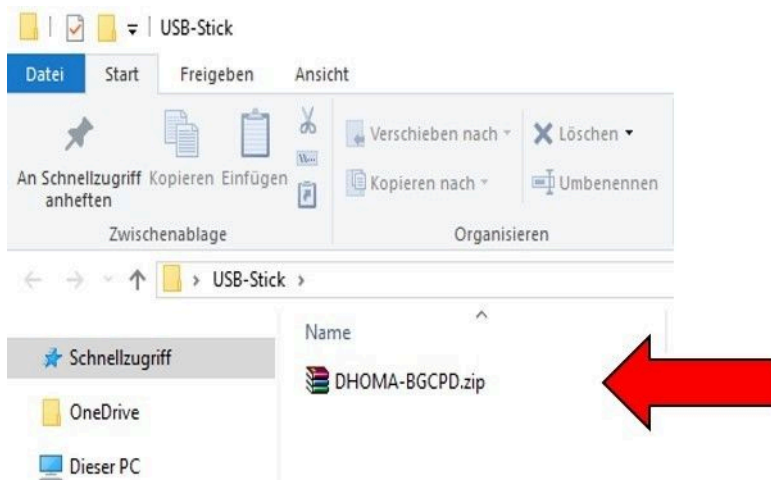 USB-Stick
Datei Start Freigeben Ansicht
An Schnellzugriff anheften
Kopieren
Einfügen
Verschieben nach
Kopieren nach
Löschen
Umbenennen
Zwischenablage
Organisieren
USB-Stick
Name
Schnellzugriff
DHOMA-BGCPD.zip
OneDrive
Dieser PC